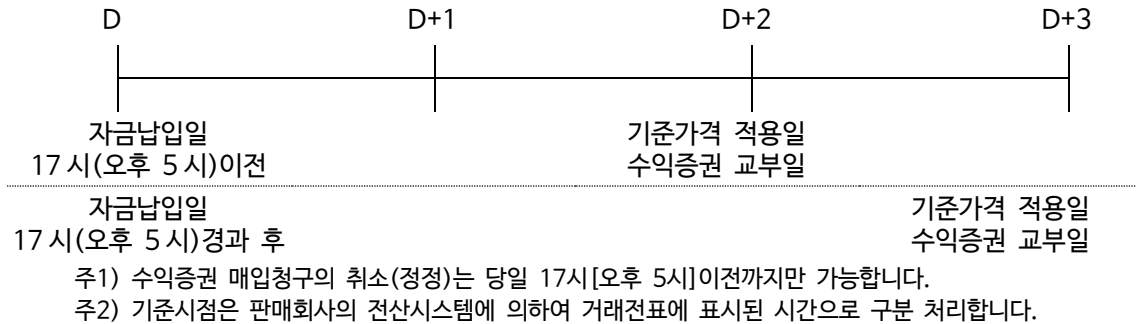 D D+1 D+2 D+3
자금납입일 기준가격 적용일
17시(오후 5시)이전 수익증권 교부일
자금납입일 기준가격 적용일
17시(오후 5시)경과 후 수익증권 교부일
주1) 수익증권 매입청구의 취소(정정)는 당일 17시[오후 5시]이전까지만 가능합니다.
주2) 기준시점은 판매회사의 전산시스템에 의하여 거래전표에 표시된 시간으로 구분 처리합니다.